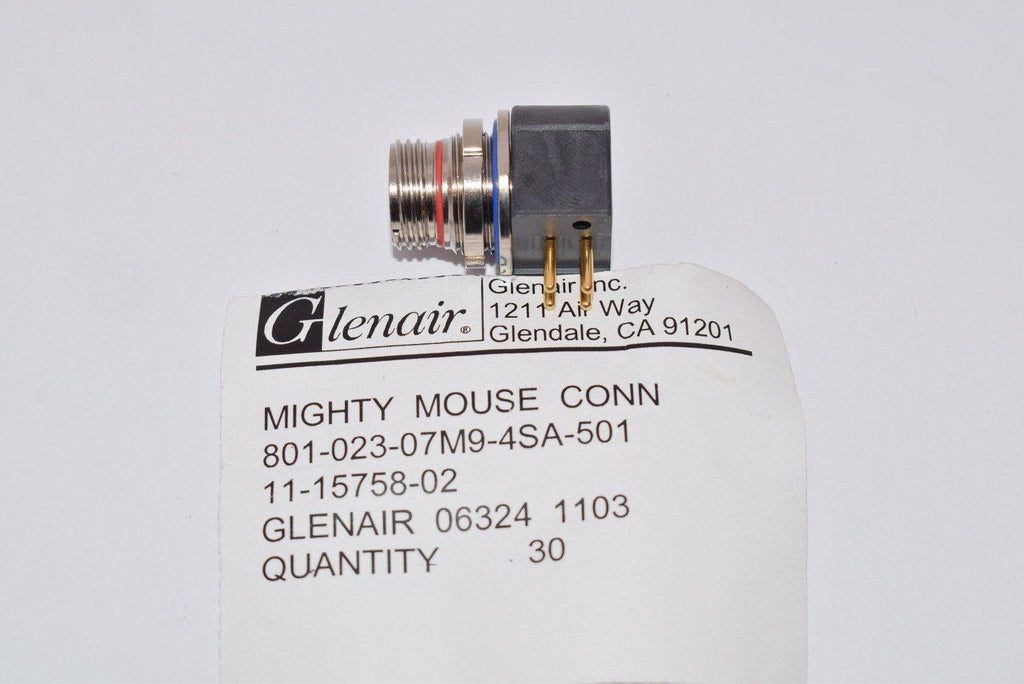 Glenair®
Glenair Inc.
1211 Air Way
Glendale, CA 91201
MIGHTY MOUSE CONN
801-023-07M9-4SA-501
11-15758-02
GLENAIR 06324 1103
QUANTITY 30